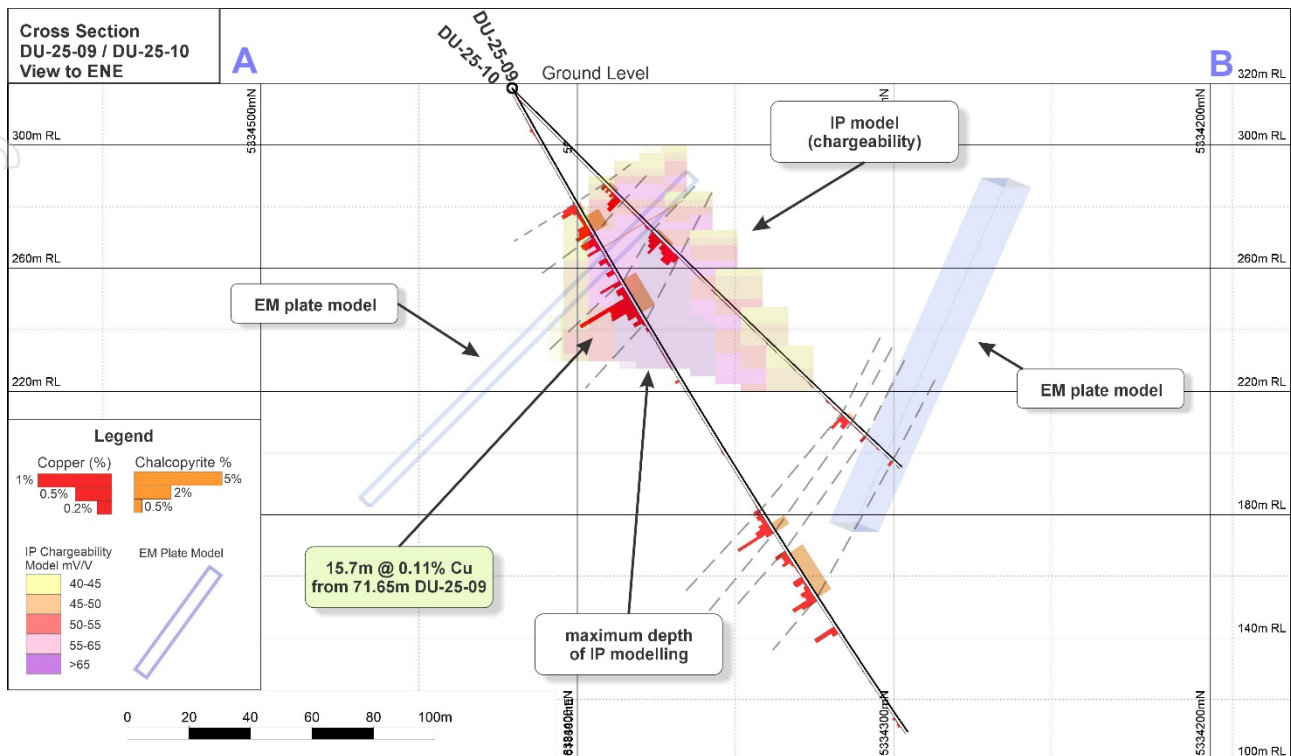 Cross Section
DU-25-09 / DU-25-10
View to ENE
A
DU-25-09
DU-25-10
Ground Level
B
320m RL
5334500mN
5334200mN
300m RL
300m RL
IP model
(chargeability)
260m RL
260m RL
EM plate model
220m RL
220m RL
EM plate model
Legend
Copper (%)
Chalcopyrite %
1%
0.5%
0.2%
5%
2%
0.5%
180m RL
180m RL
IP Chargeability
Model mV/V
EM Plate Model
40-45
45-50
50-55
55-65
>65
15.7m @ 0.11% Cu
from 71.65m DU-25-09
maximum depth
of IP modelling
140m RL
5334300mN
5334200mN
0
20
40
60
80
100m
100m RL